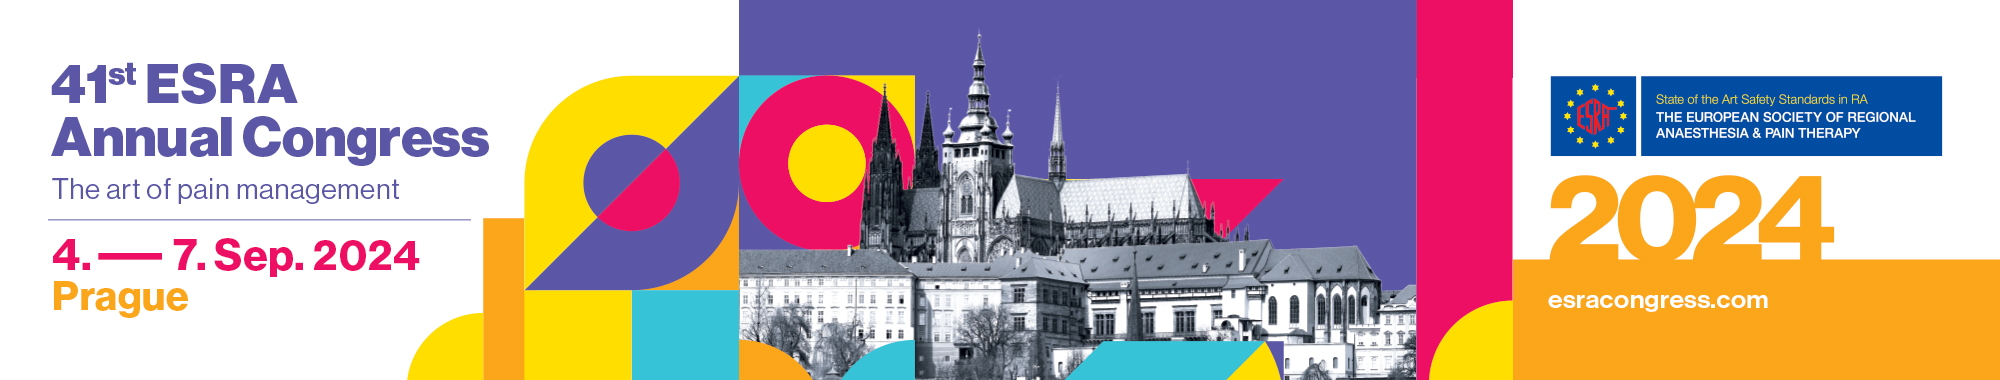 41st ESRA
Annual Congress
The art of pain management
4. — 7. Sep. 2024
Prague
ESRA
State of the Art Safety Standards in RA
THE EUROPEAN SOCIETY OF REGIONAL
ANAESTHESIA & PAIN THERAPY
2024
esracongress.com